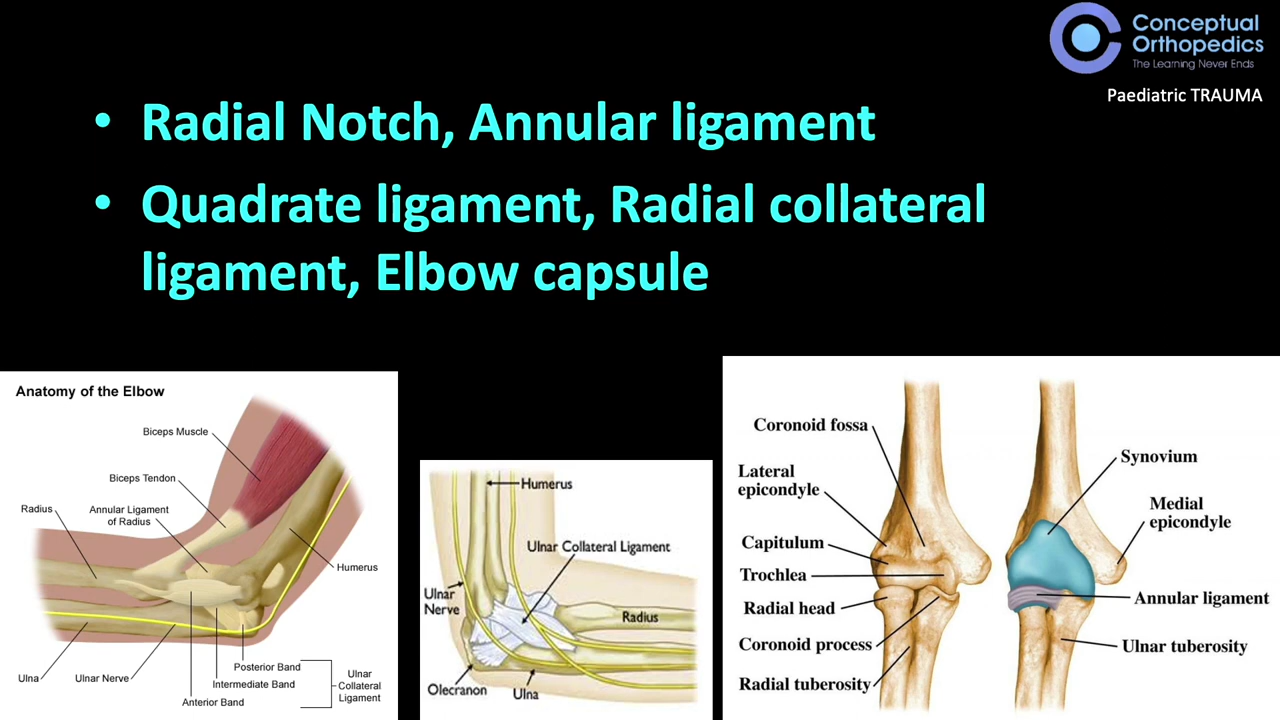 Conceptual
Orthopedics
The Learning Never Ends
Paediatric TRAUMA
• Radial Notch, Annular ligament
• Quadrate ligament, Radial collateral
ligament, Elbow capsule
Anatomy of the Elbow
Biceps Muscle
Biceps Tendon
Radius
Annular Ligament
of Radius
Humerus
Ulna
Ulnar Nerve
Posterior Band
Intermediate Band
Anterior Band
Ulnar
Collateral
Ligament
Humerus
Ulnar Collateral Ligament
Ulnar
Nerve
Radius
Olecranon
Ulna
Coronoid fossa
Lateral
epicondyle
Capitulum
Trochlea
Radial head
Coronoid process
Radial tuberosity
Synovium
Medial
epicondyle
Annular ligament
Ulnar tuberosity